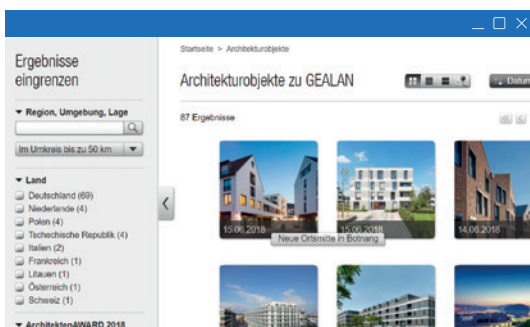 Ergebnisse
eingrenzen
Region, Umgebung, Lage
Im Umkreis bis zu 50 km
Land
Deutschland (69)
Niederlande (4)
Polen (4)
Tschechische Republik (4)
Italien (2)
Frankreich (1)
Litauen (1)
Österreich (1)
Schweiz (1)
ArchitektenAWARD 2018
Startseite > Architekturobjekte
Architekturobjekte zu GEALAN
Datum
87 Ergebnisse
15.06.2018
15.06.2018
14.06.2018
Neue Ortsmitte in Botnang